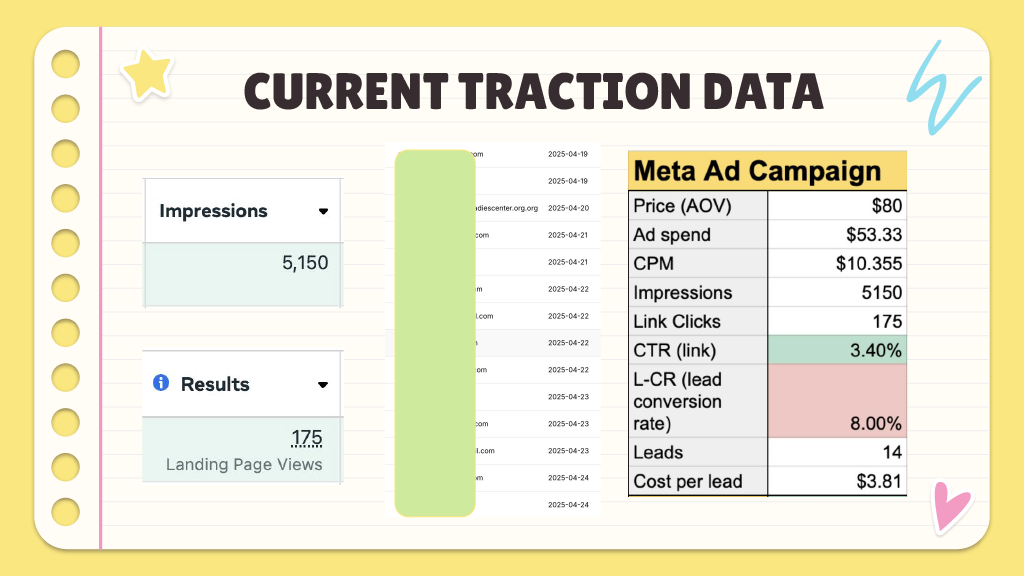 CURRENT TRACTION DATA
Impressions
5,150
Results
175
Landing Page Views
com 2025-04-19
2025-04-19
adiescenter.org.org 2025-04-20
.com 2025-04-21
2025-04-21
m 2025-04-22
l.com 2025-04-22
2025-04-22
om 2025-04-22
2025-04-23
.com 2025-04-23
il.com 2025-04-23
om 2025-04-24
2025-04-24
Meta Ad Campaign
Price (AOV) $80
Ad spend $53.33
CPM $10.355
Impressions 5150
Link Clicks 175
CTR (link) 3.40%
L-CR (lead
conversion
rate) 8.00%
Leads 14
Cost per lead $3.81